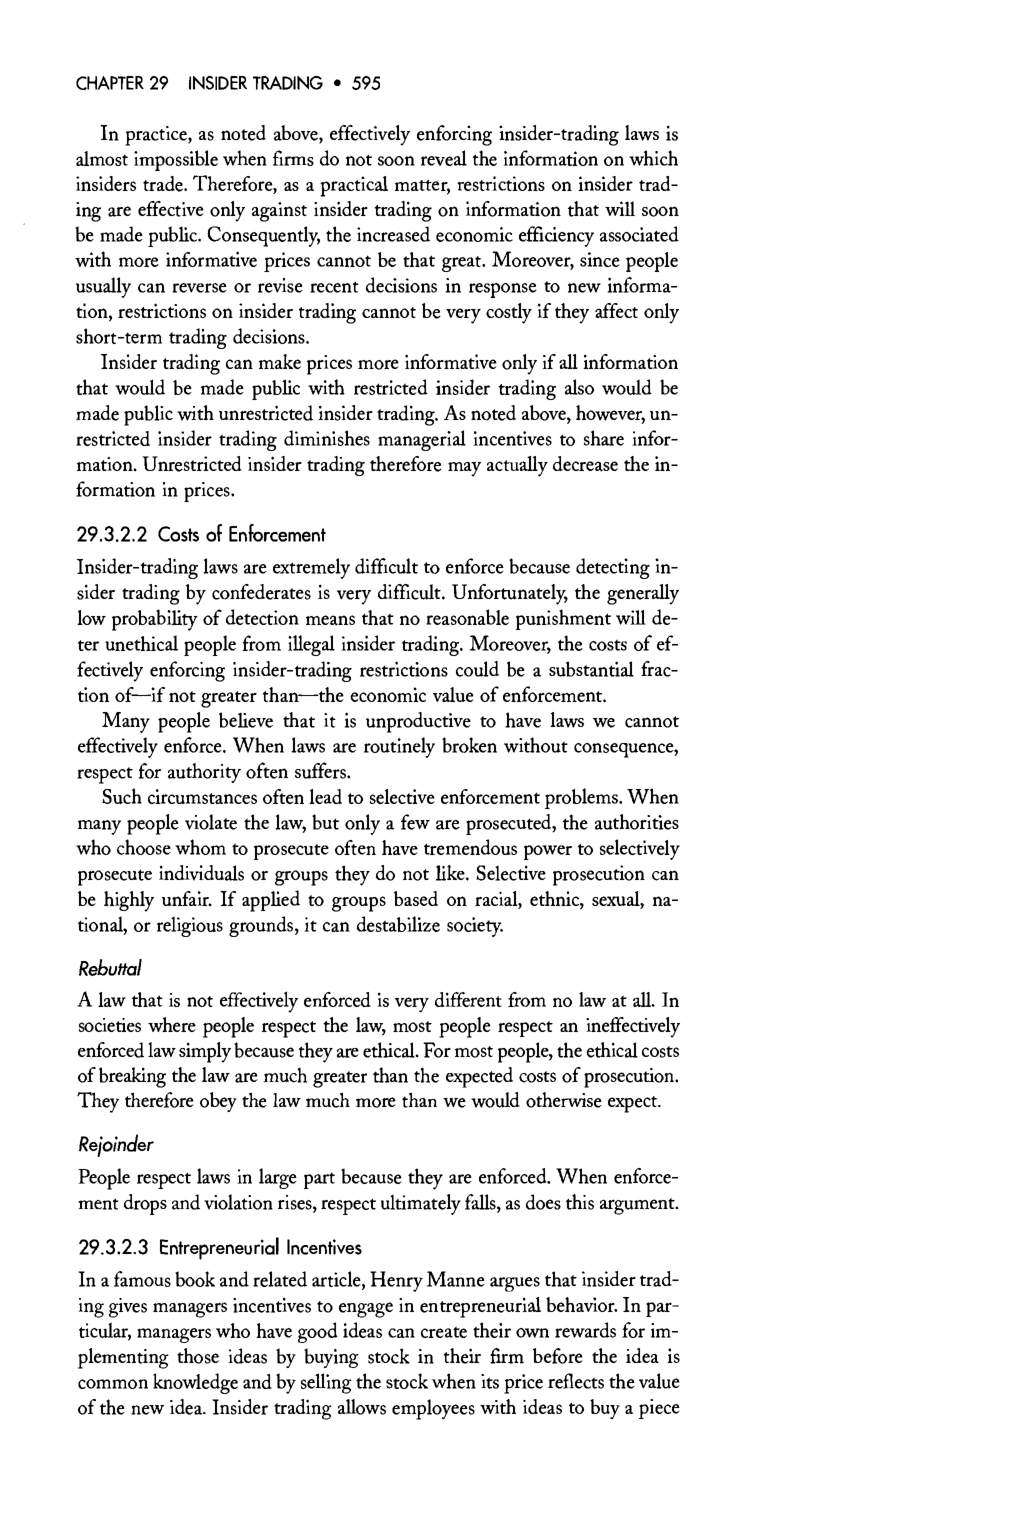 CHAPTER 29 INSIDER TRADING • 595
In practice, as noted above, effectively enforcing insider-trading laws is
almost impossible when firms do not soon reveal the information on which
insiders trade. Therefore, as a practical matter, restrictions on insider trad-
ing are effective only against insider trading on information that will soon
be made public. Consequently, the increased economic efficiency associated
with more informative prices cannot be that great. Moreover, since people
usually can reverse or revise recent decisions in response to new informa-
tion, restrictions on insider trading cannot be very costly if they affect only
short-term trading decisions.
Insider trading can make prices more informative only if all information
that would be made public with restricted insider trading also would be
made public with unrestricted insider trading. As noted above, however, un-
restricted insider trading diminishes managerial incentives to share infor-
mation. Unrestricted insider trading therefore may actually decrease the in-
formation in prices.
29.3.2.2 Costs of Enforcement
Insider-trading laws are extremely difficult to enforce because detecting in-
sider trading by confederates is very difficult. Unfortunately, the generally
low probability of detection means that no reasonable punishment will de-
ter unethical people from illegal insider trading. Moreover, the costs of ef-
fectively enforcing insider-trading restrictions could be a substantial frac-
tion of—if not greater than—the economic value of enforcement.
Many people believe that it is unproductive to have laws we cannot
effectively enforce. When laws are routinely broken without consequence,
respect for authority often suffers.
Such circumstances often lead to selective enforcement problems. When
many people violate the law, but only a few are prosecuted, the authorities
who choose whom to prosecute often have tremendous power to selectively
prosecute individuals or groups they do not like. Selective prosecution can
be highly unfair. If applied to groups based on racial, ethnic, sexual, na-
tional, or religious grounds, it can destabilize society.
Rebuttal
A law that is not effectively enforced is very different from no law at all. In
societies where people respect the law, most people respect an ineffectively
enforced law simply because they are ethical. For most people, the ethical costs
of breaking the law are much greater than the expected costs of prosecution.
They therefore obey the law much more than we would otherwise expect.
Rejoinder
People respect laws in large part because they are enforced. When enforce-
ment drops and violation rises, respect ultimately falls, as does this argument.
29.3.2.3 Entrepreneurial Incentives
In a famous book and related article, Henry Manne argues that insider trad-
ing gives managers incentives to engage in entrepreneurial behavior. In par-
ticular, managers who have good ideas can create their own rewards for im-
plementing those ideas by buying stock in their firm before the idea is
common knowledge and by selling the stock when its price reflects the value
of the new idea. Insider trading allows employees with ideas to buy a piece